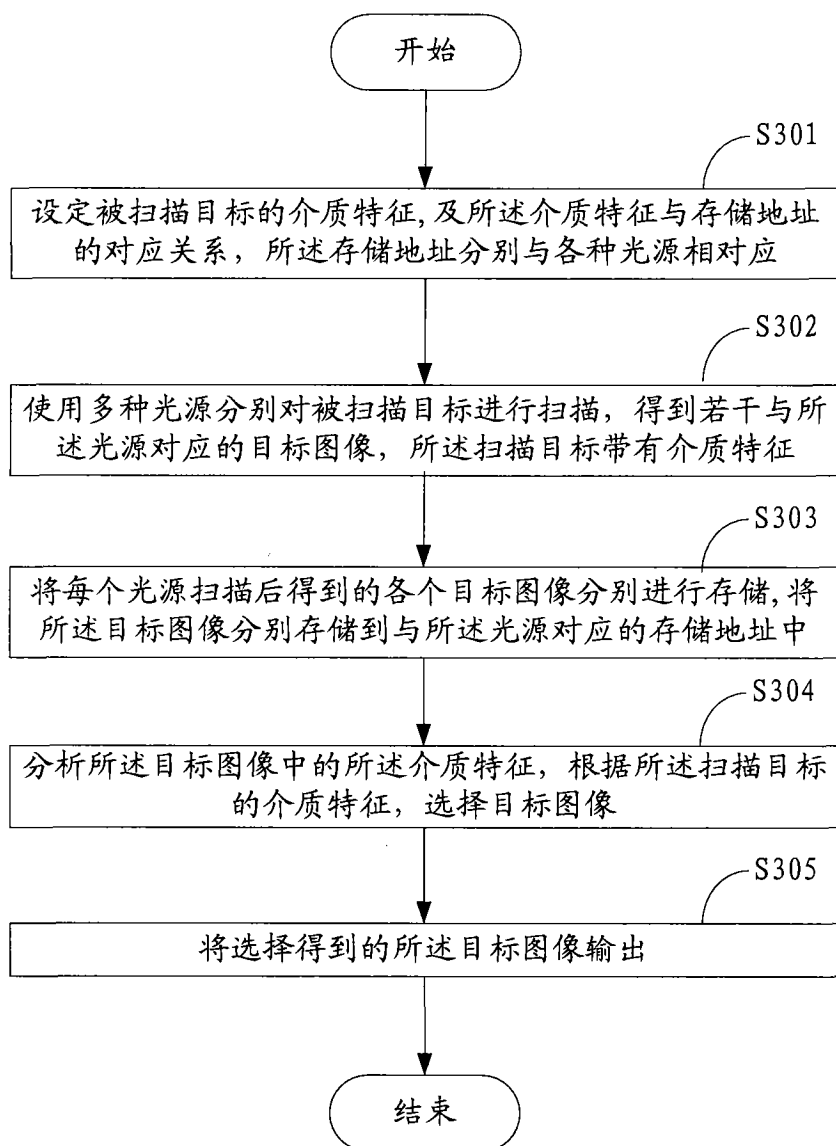 开始
S301
设定被扫描目标的介质特征,及所述介质特征与存储地址
的对应关系，所述存储地址分别与各种光源相对应
S302
使用多种光源分别对被扫描目标进行扫描，得到若干与所
述光源对应的目标图像，所述扫描目标带有介质特征
S303
将每个光源扫描后得到的各个目标图像分别进行存储,将
所述目标图像分别存储到与所述光源对应的存储地址中
S304
分析所述目标图像中的所述介质特征，根据所述扫描目标
的介质特征，选择目标图像
S305
将选择得到的所述目标图像输出
结束